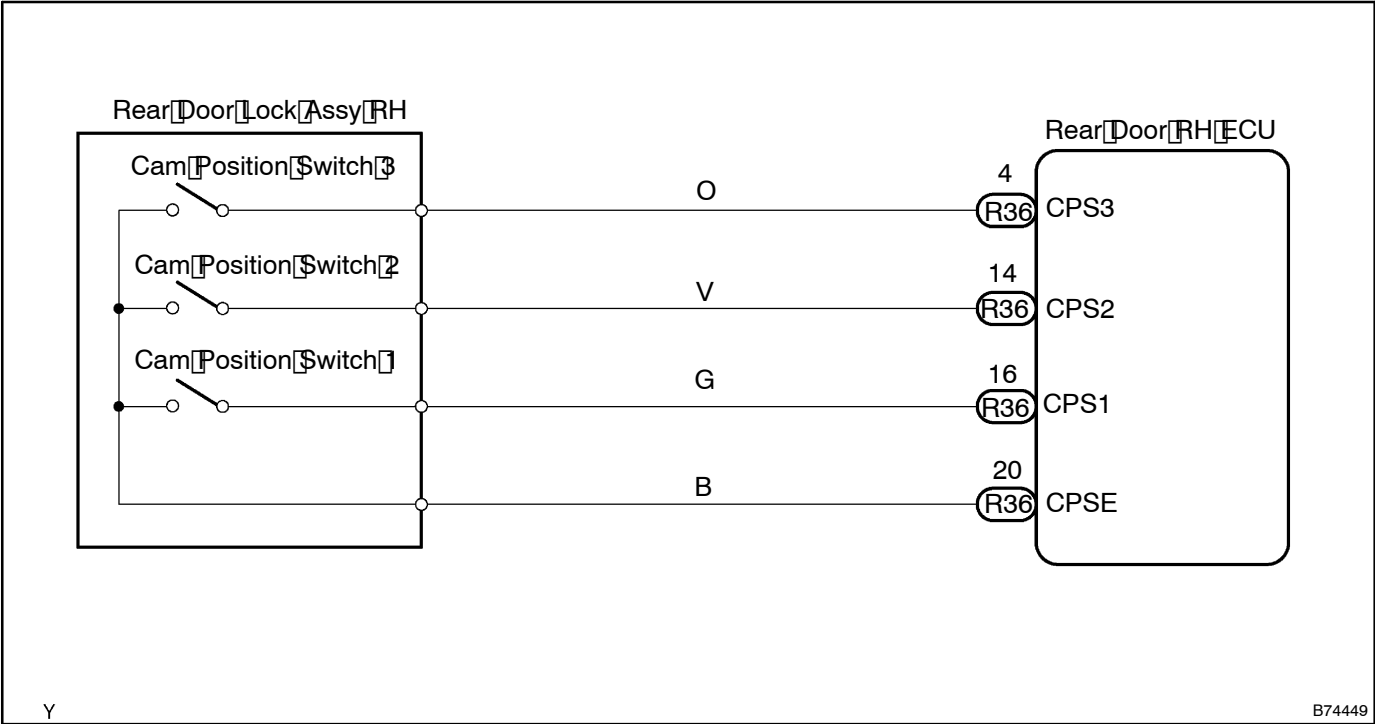 Rear Door Lock Assy RH
Rear Door RH ECU
Cam Position Switch 3
O
4
R36
CPS3
Cam Position Switch 2
V
14
R36
CPS2
Cam Position Switch 1
G
16
R36
CPS1
B
20
R36
CPSE
Y
B74449